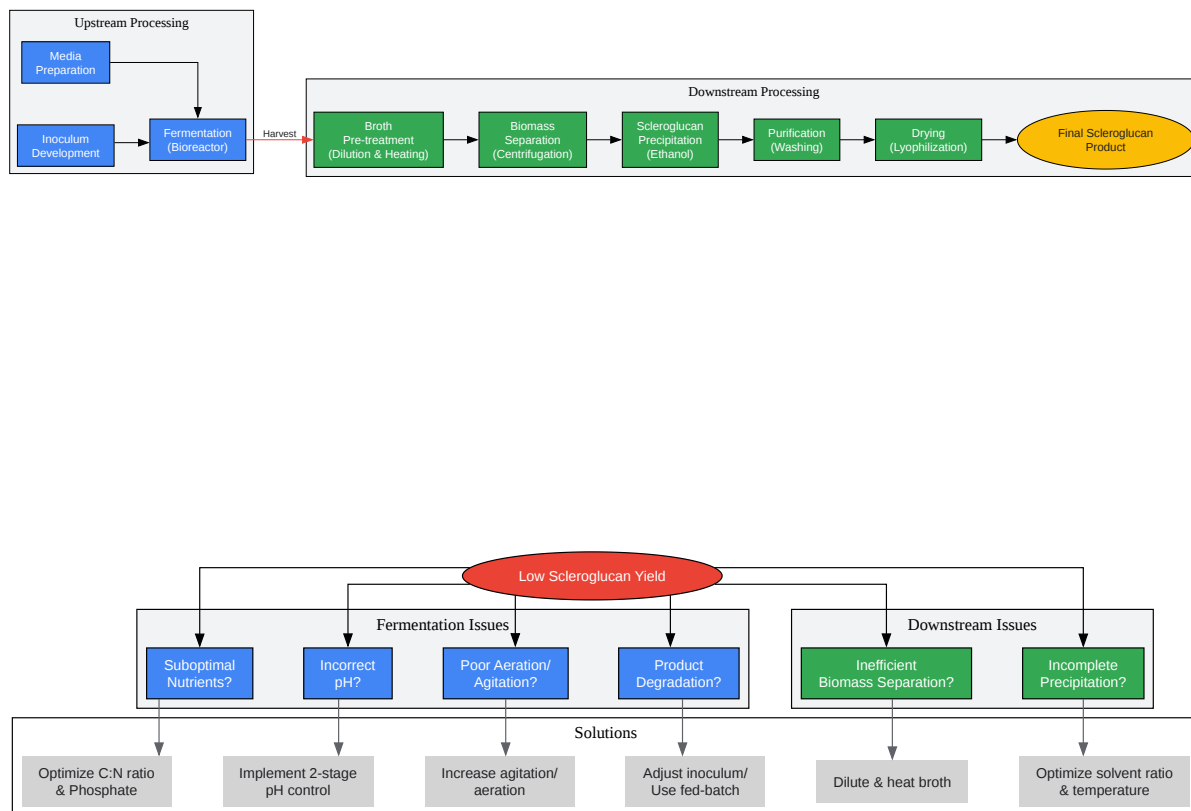 Upstream Processing
Media
Preparation
Inoculum
Development
Fermentation
(Bioreactor)
Harvest
Downstream Processing
Broth
Pre-treatment
(Dilution & Heating)
Biomass
Separation
(Centrifugation)
Scleroglucan
Precipitation
(Ethanol)
Purification
(Washing)
Drying
(Lyophilization)
Final Scleroglucan
Product
Low Scleroglucan Yield
Fermentation Issues
Suboptimal
Nutrients?
Incorrect
pH?
Poor Aeration/
Agitation?
Product
Degradation?
Downstream Issues
Inefficient
Biomass Separation?
Incomplete
Precipitation?
Solutions
Optimize C:N ratio
& Phosphate
Implement 2-stage
pH control
Increase agitation/
aeration
Adjust inoculum/
Use fed-batch
Dilute & heat broth
Optimize solvent ratio
& temperature